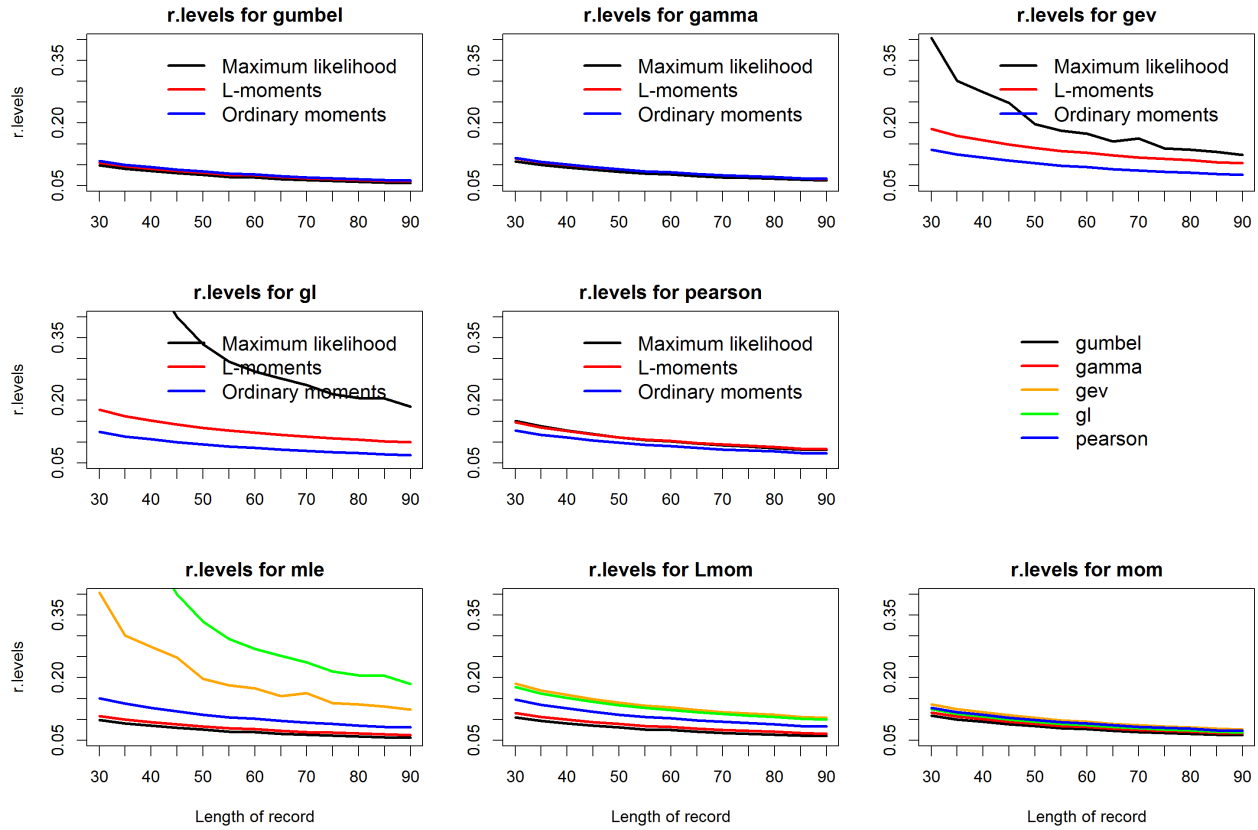 r.levels for gumbel
r.levels
0.05 0.20 0.35
Maximum likelihood
L-moments
Ordinary moments
30 40 50 60 70 80 90
r.levels for gamma
0.05 0.20 0.35
Maximum likelihood
L-moments
Ordinary moments
30 40 50 60 70 80 90
r.levels for gev
0.05 0.20 0.35
Maximum likelihood
L-moments
Ordinary moments
30 40 50 60 70 80 90
r.levels for gl
r.levels
0.05 0.20 0.35
Maximum likelihood
L-moments
Ordinary moments
30 40 50 60 70 80 90
r.levels for pearson
0.05 0.20 0.35
Maximum likelihood
L-moments
Ordinary moments
30 40 50 60 70 80 90
gumbel
gamma
gev
gl
pearson
r.levels for mle
r.levels
0.05 0.20 0.35
30 40 50 60 70 80 90
Length of record
r.levels for Lmom
0.05 0.20 0.35
30 40 50 60 70 80 90
Length of record
r.levels for mom
0.05 0.20 0.35
30 40 50 60 70 80 90
Length of record